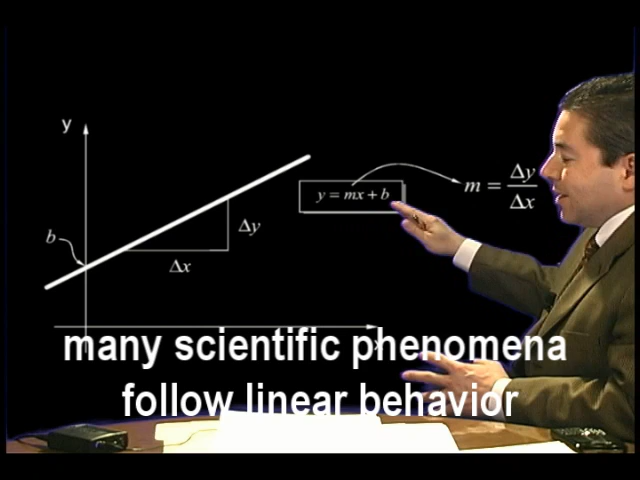 y
b
Δy
Δx
y = mx + b
m = Δy/Δx
many scientific phenomena
follow linear behavior